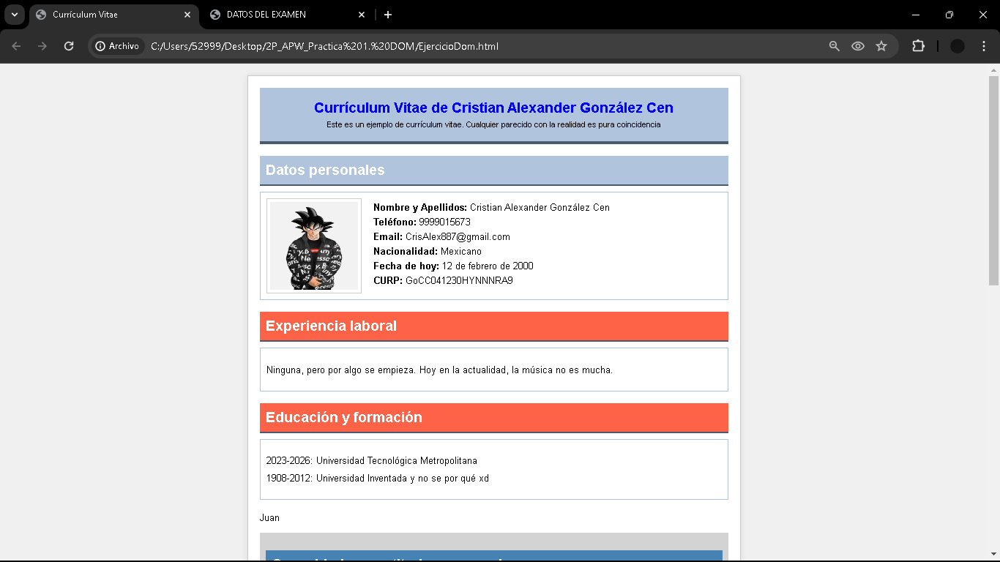 Currículum Vitae
DATOS DEL EXAMEN
Archivo
C:/Users/52999/Desktop/2P_APW_Practica%201.%20DOM/EjercicioDom.html
Currículum Vitae de Cristian Alexander González Cen
Este es un ejemplo de currículum vitae. Cualquier parecido con la realidad es pura coincidencia
Datos personales
Nombre y Apellidos: Cristian Alexander González Cen
Teléfono: 9999015673
Email: CrisAlex887@gmail.com
Nacionalidad: Mexicano
Fecha de hoy: 12 de febrero de 2000
CURP: GoCC041230HYNNNRA9
Experiencia laboral
Ninguna, pero por algo se empieza. Hoy en la actualidad, la música no es mucha.
Educación y formación
2023-2026: Universidad Tecnológica Metropolitana
1908-2012: Universidad Inventada y no se por qué xd
Juan